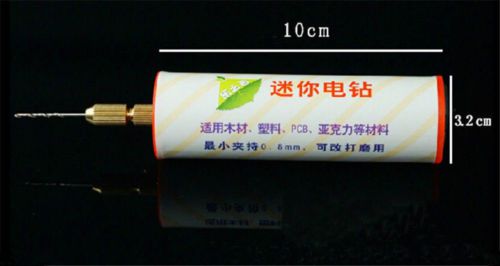 10cm
迷你电钻
3.2cm
适用木材、塑料、PCB、亚克力等材料
最小夹持0.8mm，可改打磨用